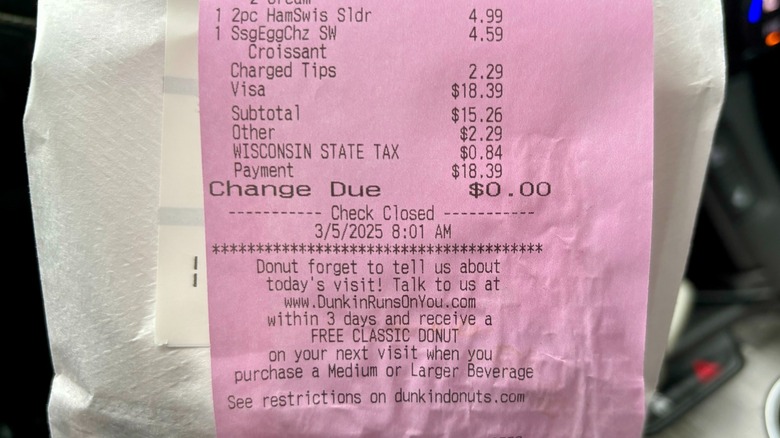 2 Cream
1 2pc HamSwis Sldr 4.99
1 SsgEggChz SW 4.59
Croissant
Charged Tips 2.29
Visa $18.39
Subtotal $15.26
Other $2.29
WISCONSIN STATE TAX $0.84
Payment $18.39
Change Due $0.00
----------- Check Closed -----------
3/5/2025 8:01 AM
****************************************
Donut forget to tell us about
today's visit! Talk to us at
www.DunkinRunsOnYou.com
within 3 days and receive a
FREE CLASSIC DONUT
on your next visit when you
purchase a Medium or Larger Beverage
See restrictions on dunkindonuts.com